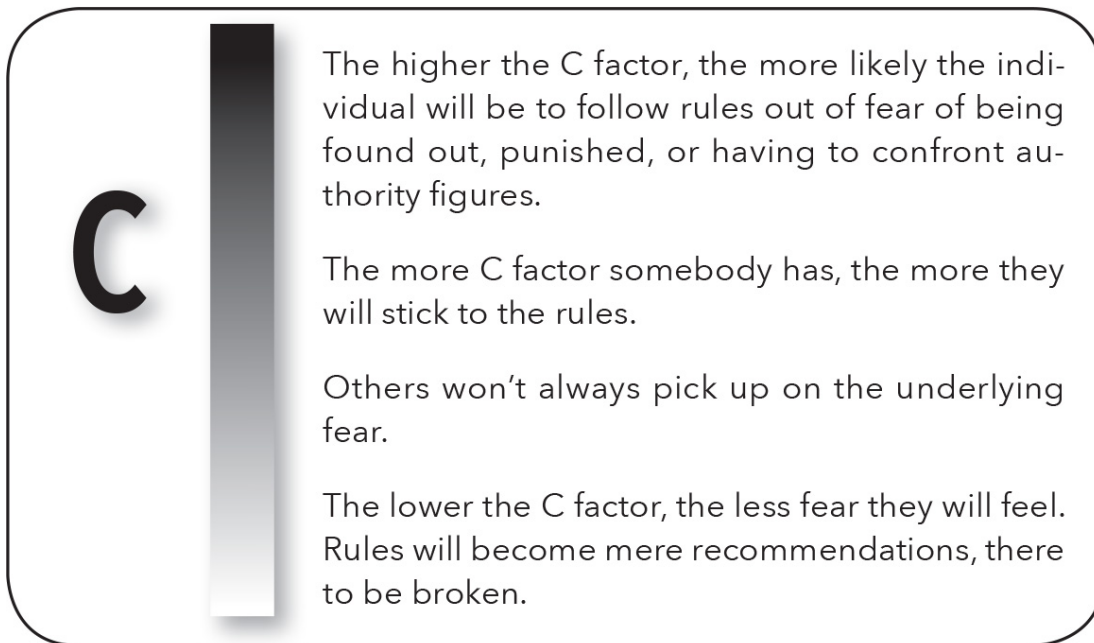 C
The higher the C factor, the more likely the indi-
vidual will be to follow rules out of fear of being
found out, punished, or having to confront au-
thority figures.
The more C factor somebody has, the more they
will stick to the rules.
Others won’t always pick up on the underlying
fear.
The lower the C factor, the less fear they will feel.
Rules will become mere recommendations, there
to be broken.